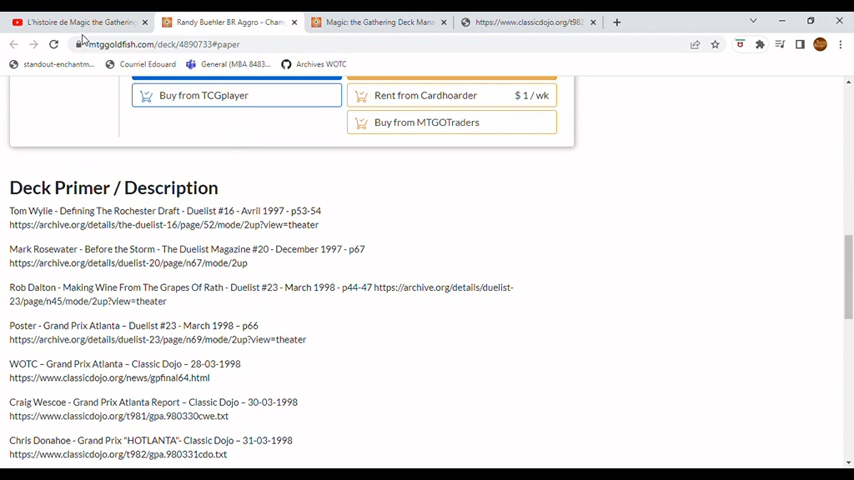 L'histoire de Magic the Gathering
Randy Buehler BR Aggro - Cham
Magic: the Gathering Deck Mana
https://www.classicdojo.org/t982
mtggoldfish.com/deck/4890733#paper
standout-enchantm...
Courriel Edouard
General (MBA 8483...
Archives WOTC
Buy from TCGplayer
Rent from Cardhoarder $ 1 / wk
Buy from MTGOTraders
Deck Primer / Description
Tom Wylie - Defining The Rochester Draft - Duelist #16 - Avril 1997 - p53-54
https://archive.org/details/the-duelist-16/page/52/mode/2up?view=theater
Mark Rosewater - Before the Storm - The Duelist Magazine #20 - December 1997 - p67
https://archive.org/details/duelist-20/page/n67/mode/2up
Rob Dalton - Making Wine From The Grapes Of Rath - Duelist #23 - March 1998 - p44-47 https://archive.org/details/duelist-
23/page/n45/mode/2up?view=theater
Poster - Grand Prix Atlanta – Duelist #23 - March 1998 – p66
https://archive.org/details/duelist-23/page/n69/mode/2up?view=theater
WOTC – Grand Prix Atlanta – Classic Dojo – 28-03-1998
https://www.classicdojo.org/news/gpfinal64.html
Craig Wescoe - Grand Prix Atlanta Report – Classic Dojo – 30-03-1998
https://www.classicdojo.org/t981/gpa.980330cwe.txt
Chris Donahoe - Grand Prix "HOTLANTA"- Classic Dojo – 31-03-1998
https://www.classicdojo.org/t982/gpa.980331cdo.txt